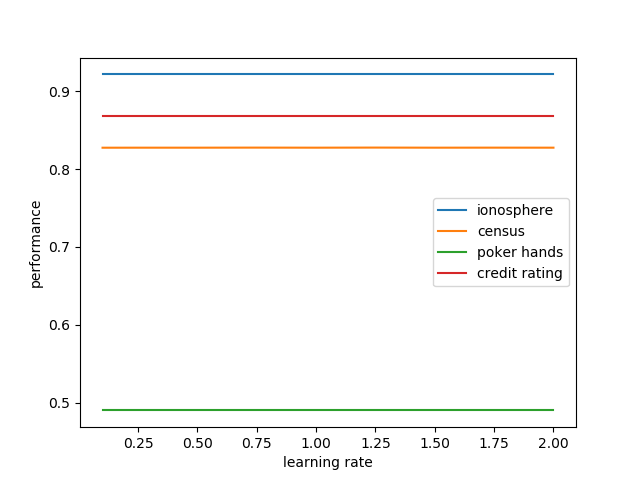 0.9
0.8
0.7
0.6
0.5
performance
ionosphere
census
poker hands
credit rating
0.25 0.50 0.75 1.00 1.25 1.50 1.75 2.00
learning rate